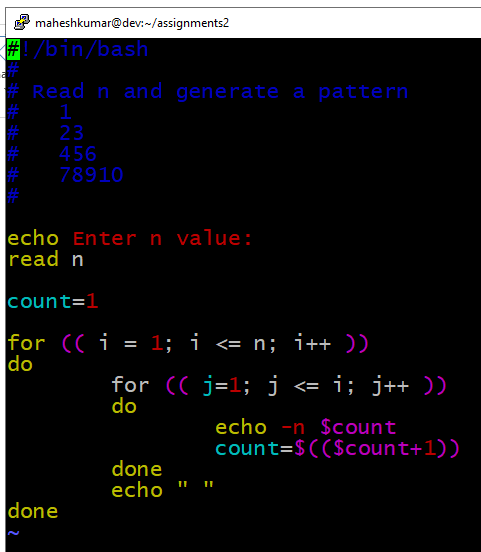 maheshkumar@dev:~/assignments2
#!/bin/bash
#
# Read n and generate a pattern
#   1
#   23
#   456
#   78910
#
echo Enter n value:
read n
count=1
for (( i = 1; i <= n; i++ ))
do
        for (( j=1; j <= i; j++ ))
        do
                echo -n $count
                count=$(($count+1))
        done
        echo " "
done
~